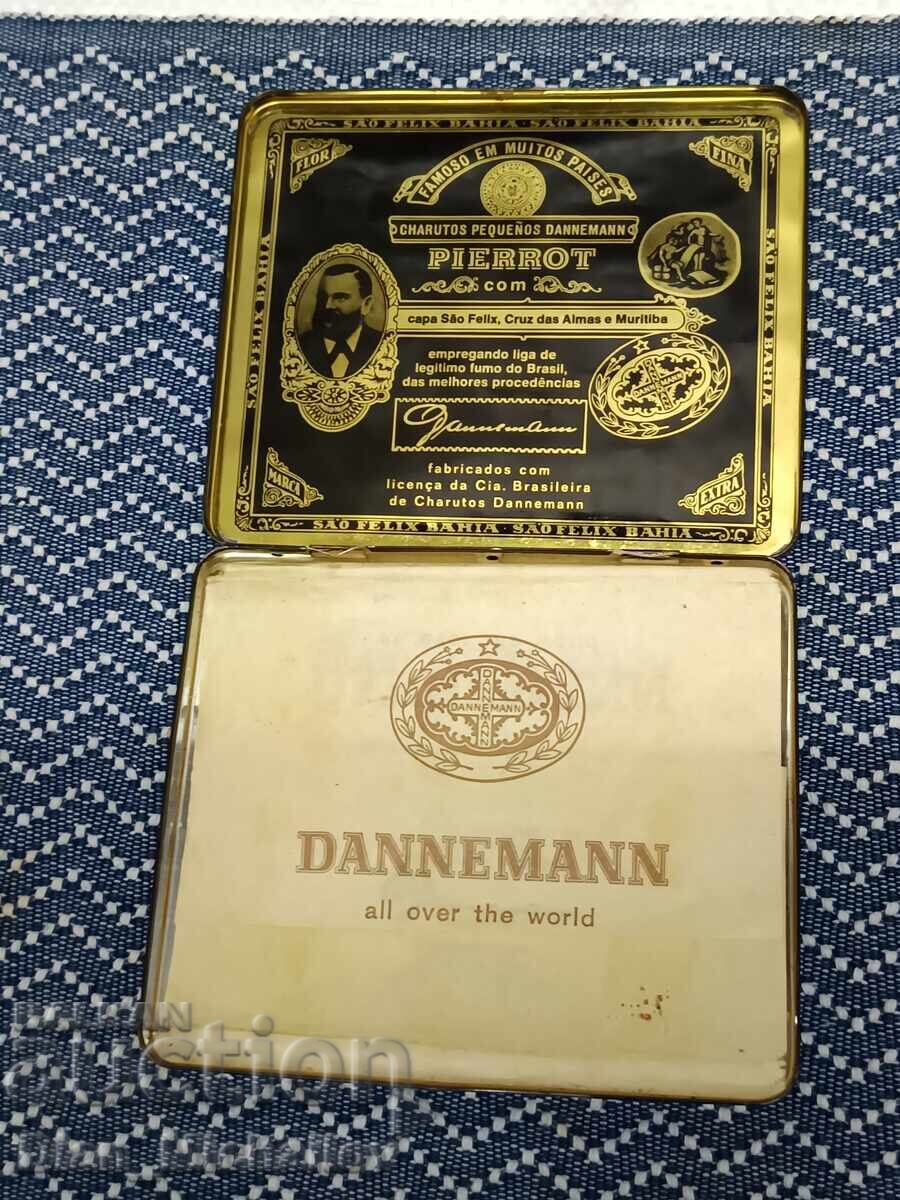 SÃO FELIX BAHIA · SÃO FELIX BAHIA
FLOR
FINA
FAMOSO EM MUITOS PAISES
CHARUTOS PEQUEÑOS DANNEMANN
PIERROT
com
capa São Felix, Cruz das Almas e Muritiba
empregando liga de
legitimo fumo do Brasil,
das melhores procedências
Dannemann
fabricados com
licença da Cia. Brasileira
de Charutos Dannemann
DANNEMANN
MARCA
EXTRA
SÃO FELIX BAHIA
SÃO FELIX BAHIA
SÃO FELIX BAHIA · SÃO FELIX BAHIA
DANNEMANN
DANNEMANN
DANNEMANN
all over the world
BALKAN
auction